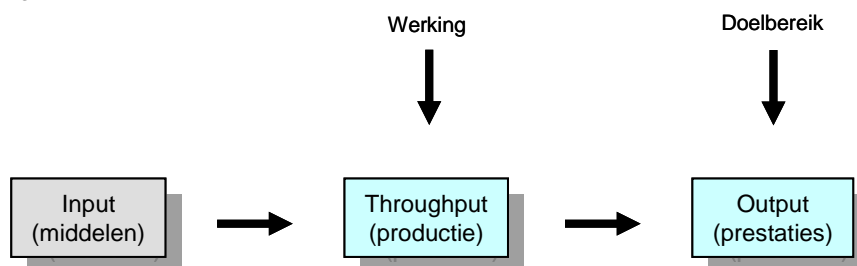 Werking
Doelbereik
Input
(middelen)
Throughput
(productie)
Output
(prestaties)